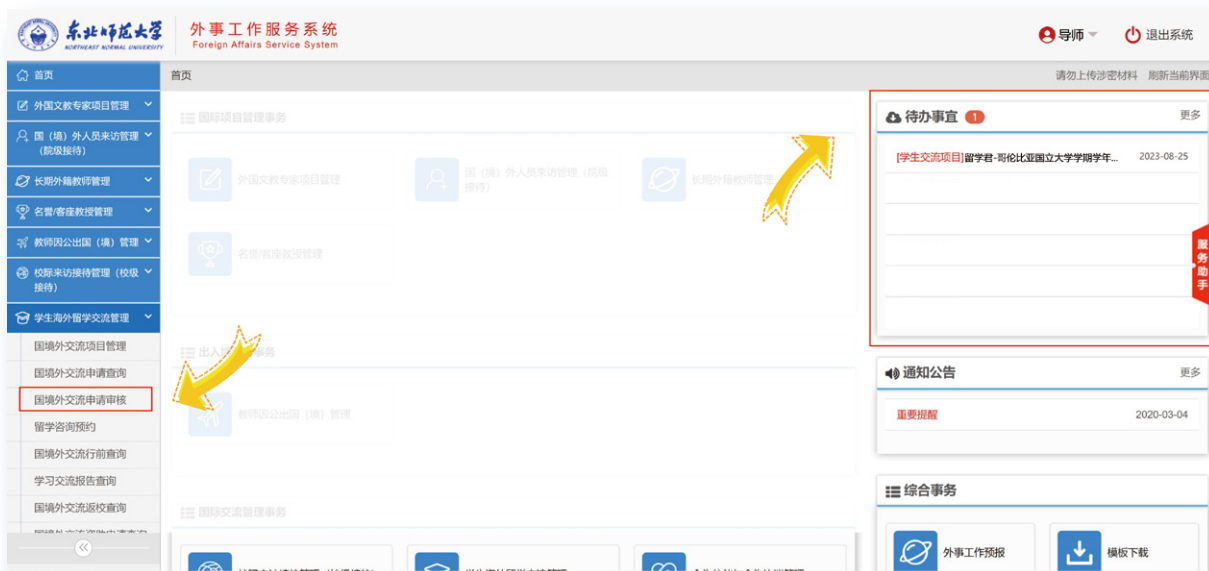 东北师范大学
NORTHEAST NORMAL UNIVERSITY
外事工作服务系统
Foreign Affairs Service System
导师
退出系统
首页
外国文教专家项目管理
国（境）外人员来访管理
（院级接待）
长期外籍教师管理
名誉/客座教授管理
教师因公出国（境）管理
校际来访接待管理（校级
接待）
学生海外留学交流管理
国境外交流项目管理
国境外交流申请查询
国境外交流申请审核
留学咨询预约
国境外交流行前查询
学习交流报告查询
国境外交流返校查询
首页
请勿上传涉密材料 刷新当前界面
国际项目管理事务
外国文教专家项目管理
国（境）外人员来访管理（院级
接待）
长期外籍教师管理
名誉/客座教授管理
教师因公出国（境）管理
国际交流管理事务
待办事宜 1
更多
[学生交流项目]留学君-哥伦比亚国立大学学期学年... 2023-08-25
服务助手
通知公告
更多
重要提醒 2020-03-04
综合事务
外事工作预报
模板下载